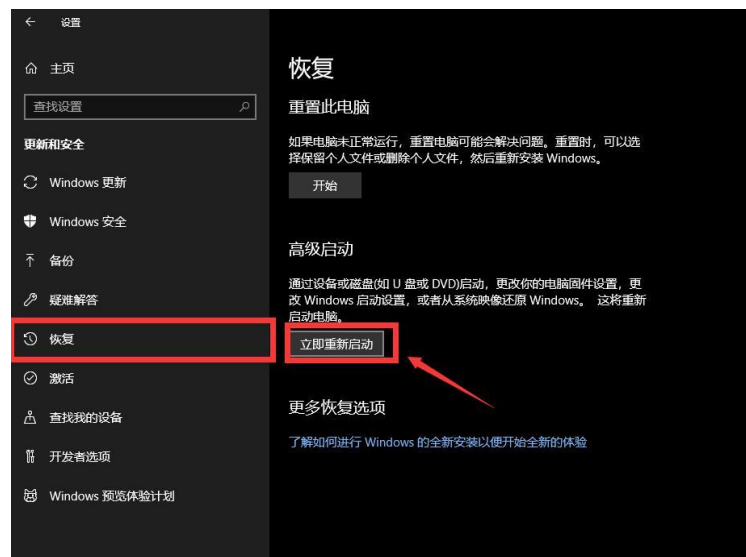 设置
主页
查找设置
更新和安全
Windows 更新
Windows 安全
备份
疑难解答
恢复
激活
查找我的设备
开发者选项
Windows 预览体验计划
恢复
重置此电脑
如果电脑未正常运行，重置电脑可能会解决问题。重置时，可以选
择保留个人文件或删除个人文件，然后重新安装 Windows。
开始
高级启动
通过设备或磁盘(如 U 盘或 DVD)启动，更改你的电脑固件设置，更
改 Windows 启动设置，或者从系统映像还原 Windows。 这将重新
启动电脑。
立即重新启动
更多恢复选项
了解如何进行 Windows 的全新安装以便开始全新的体验